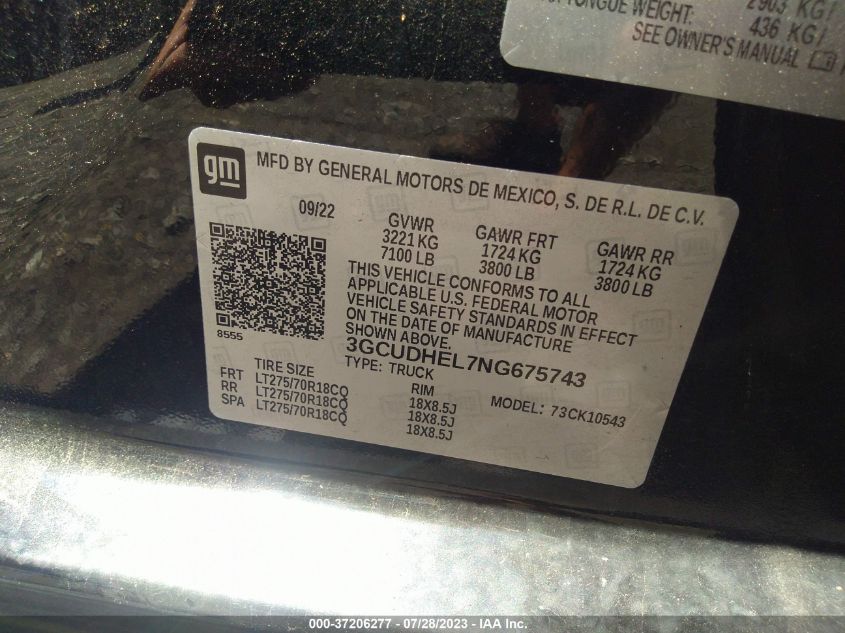 TONGUE WEIGHT:
2903 KG/
436 KG/
SEE OWNER'S MANUAL
gm
MFD BY GENERAL MOTORS DE MEXICO, S. DE R.L. DE C.V.
09/22
GVWR
3221 KG
7100 LB
GAWR FRT
1724 KG
3800 LB
GAWR RR
1724 KG
3800 LB
THIS VEHICLE CONFORMS TO ALL
APPLICABLE U.S. FEDERAL MOTOR
VEHICLE SAFETY STANDARDS IN EFFECT
ON THE DATE OF MANUFACTURE
SHOWN ABOVE.
8555
3GCUDHEL7NG675743
TYPE: TRUCK
MODEL: 73CK10543
TIRE SIZE
RIM
FRT LT275/70R18CQ 18X8.5J
RR LT275/70R18CQ 18X8.5J
SPA LT275/70R18CQ 18X8.5J
000-37206277 - 07/28/2023 - IAA Inc.